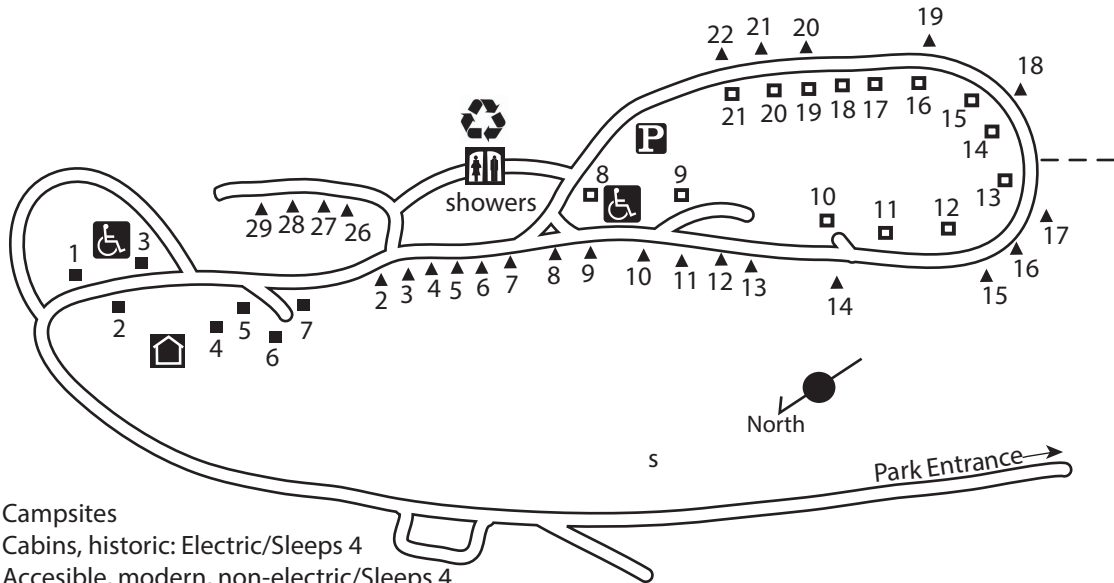 19
22 21 20
18
21 20 19 18 17 16 15
14
8 9
showers
13
29 28 27 26
10 11 12
1 3
17
16
2 3 4 5 6 7 8 9 10 11 12 13
14 15
2 4 5 6 7
North
s
Park Entrance
P
Campsites
Cabins, historic: Electric/Sleeps 4
Accesible, modern, non-electric/Sleeps 4